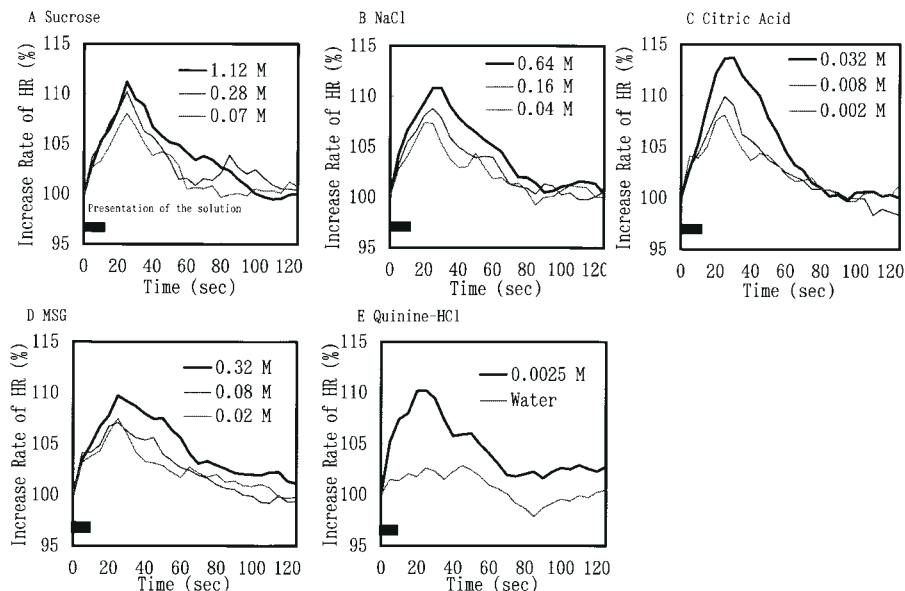 A Sucrose
Increase Rate of HR (%)
115
110
105
100
95
1.12 M
0.28 M
0.07 M
Presentation of the solution
0 20 40 60 80 100 120
Time (sec)
B NaCl
Increase Rate of HR (%)
115
110
105
100
95
0.64 M
0.16 M
0.04 M
0 20 40 60 80 100 120
Time (sec)
C Citric Acid
Increase Rate of HR (%)
115
110
105
100
95
0.032 M
0.008 M
0.002 M
0 20 40 60 80 100 120
Time (sec)
D MSG
Increase Rate of HR (%)
115
110
105
100
95
0.32 M
0.08 M
0.02 M
0 20 40 60 80 100 120
Time (sec)
E Quinine-HCl
Increase Rate of HR (%)
115
110
105
100
95
0.0025 M
Water
0 20 40 60 80 100 120
Time (sec)